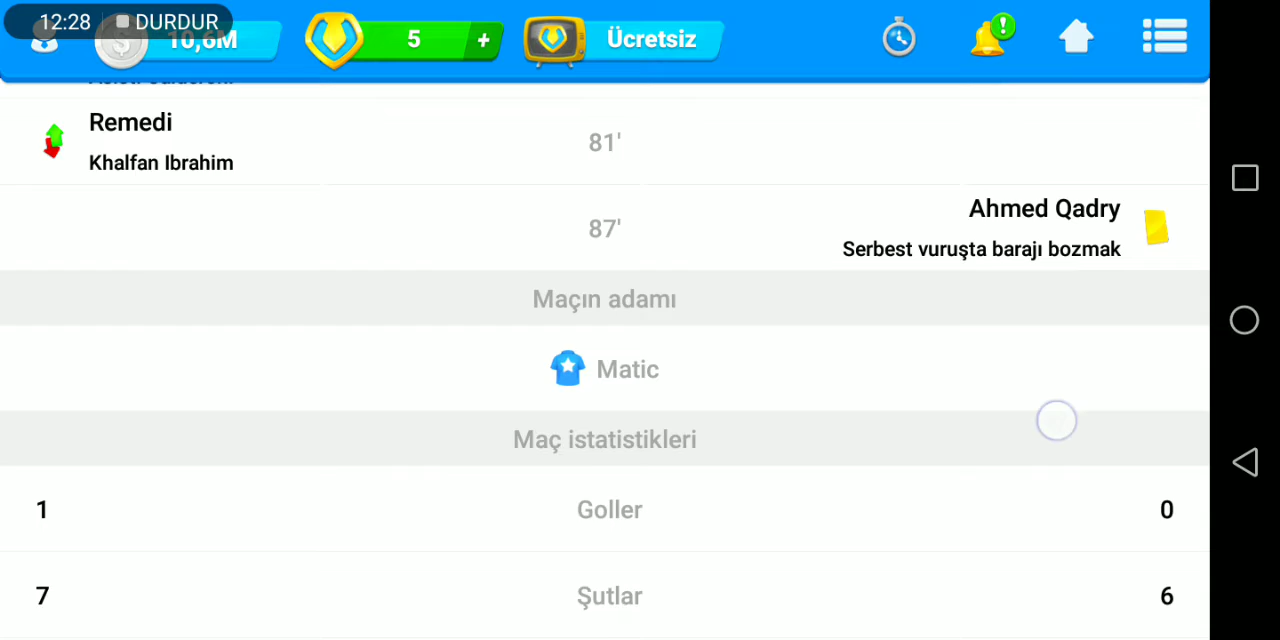 12:28 DURDUR
10,6M
5
+
Ücretsiz
Remedi
81'
Khalfan Ibrahim
Ahmed Qadry
87'
Serbest vuruşta barajı bozmak
Maçın adamı
Matic
Maç istatistikleri
1 Goller 0
7 Şutlar 6